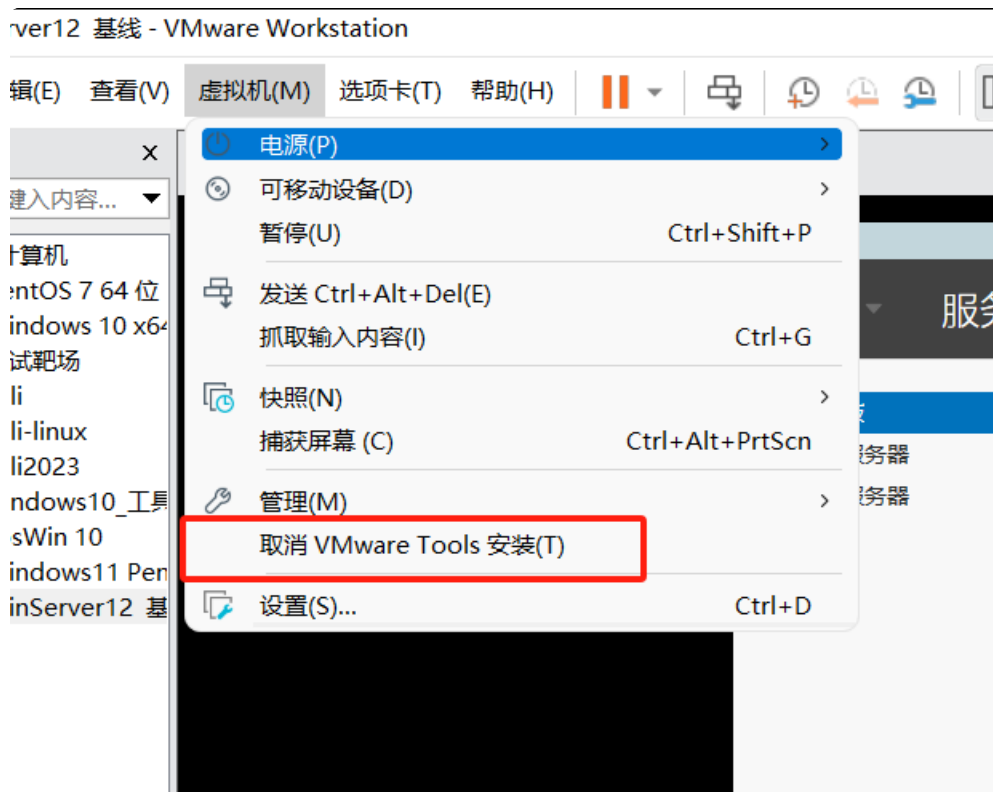 rver12 基线 - VMware Workstation
辑(E) 查看(V) 虚拟机(M) 选项卡(T) 帮助(H)
电源(P)
键入内容...
可移动设备(D)
暂停(U) Ctrl+Shift+P
计算机
entOS 7 64 位
发送 Ctrl+Alt+Del(E)
服务
indows 10 x64
抓取输入内容(I) Ctrl+G
试靶场
li
快照(N)
li-linux
捕获屏幕 (C) Ctrl+Alt+PrtScn
服务器
li2023
indows10_工具
管理(M)
服务器
sWin 10
取消 VMware Tools 安装(T)
indows11 Pen
inServer12 基
设置(S)... Ctrl+D